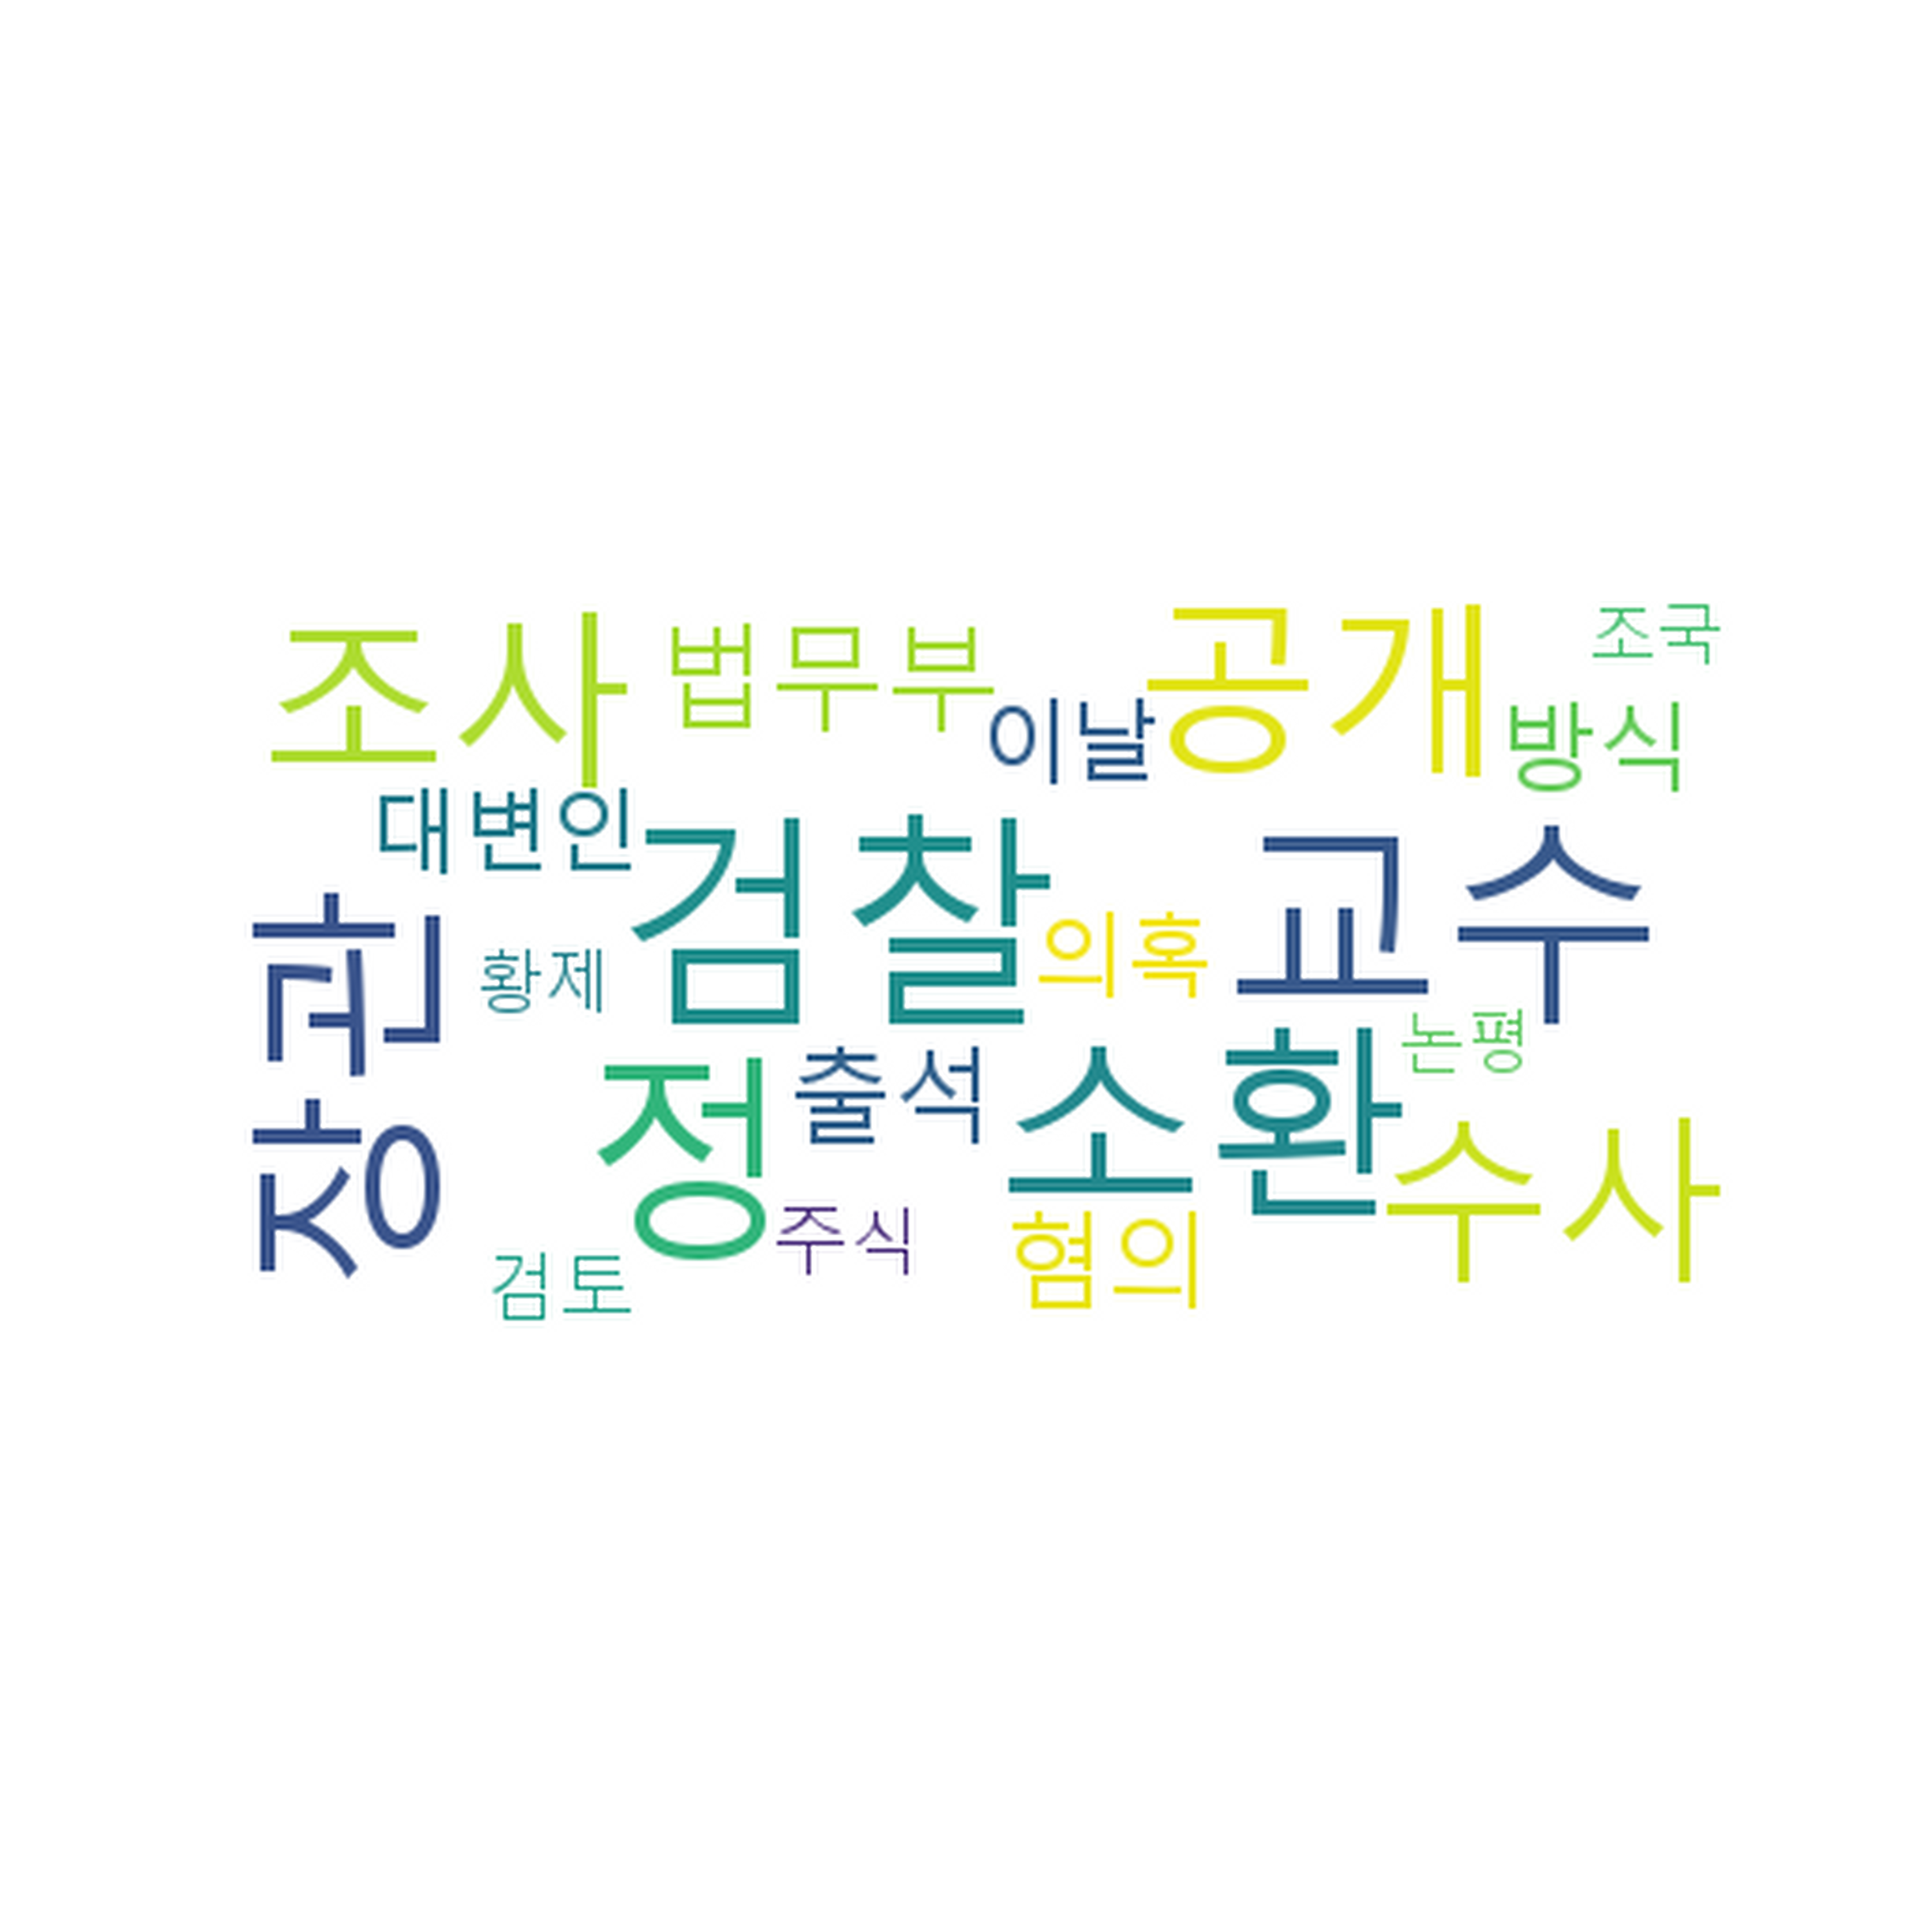 조사 법무부 공개 조국
이날 방식
대변인
검찰 교수
장관 황제 의혹
정 출석 소환 논평
수사
주식 혐의
검토